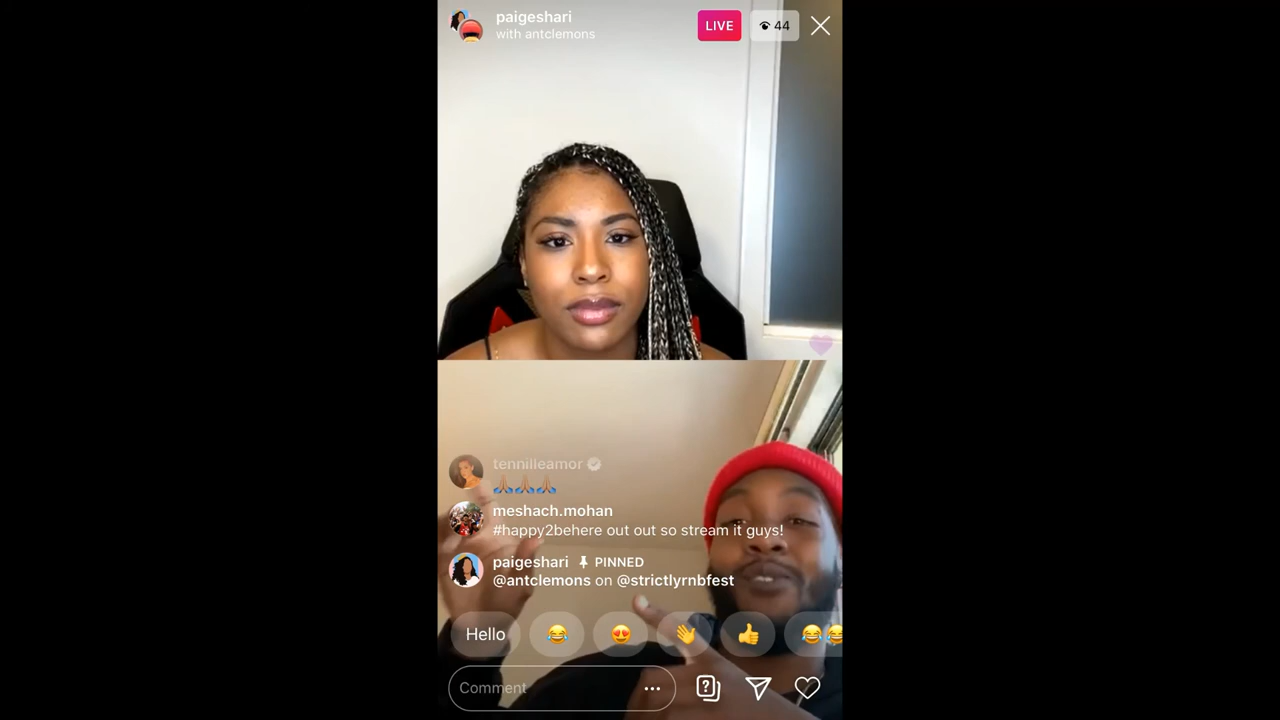 paigeshari
with antclemons
LIVE
44
tennilleamor
🙏🏽🙏🏽🙏🏽
meshach.mohan
#happy2behere out out so stream it guys!
paigeshari PINNED
@antclemons on @strictlyrnbfest
Hello 😂 😍 👋 👍 😂😂
Comment